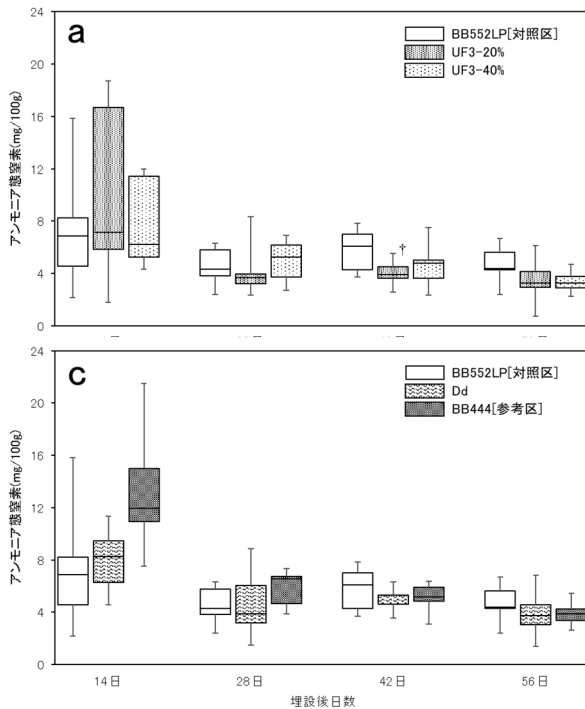 a
BB552LP[対照区]
UF3-20%
UF3-40%
アンモニア態窒素(mg/100g)
24
20
16
12
8
4
0
†
c
BB552LP[対照区]
Dd
BB444[参考区]
アンモニア態窒素(mg/100g)
24
20
16
12
8
4
0
14日 28日 42日 56日
埋設後日数